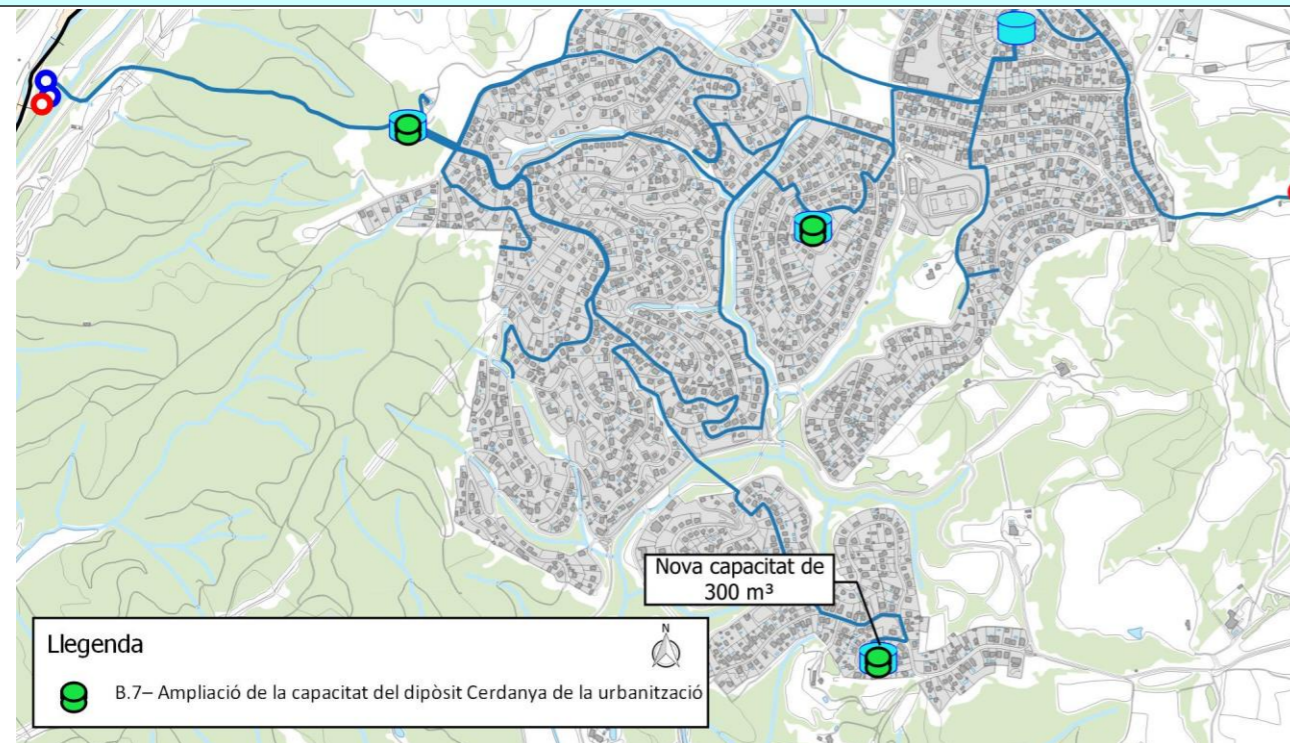 Nova capacitat de
300 m³
Llegenda
N
B.7– Ampliació de la capacitat del dipòsit Cerdanya de la urbanització